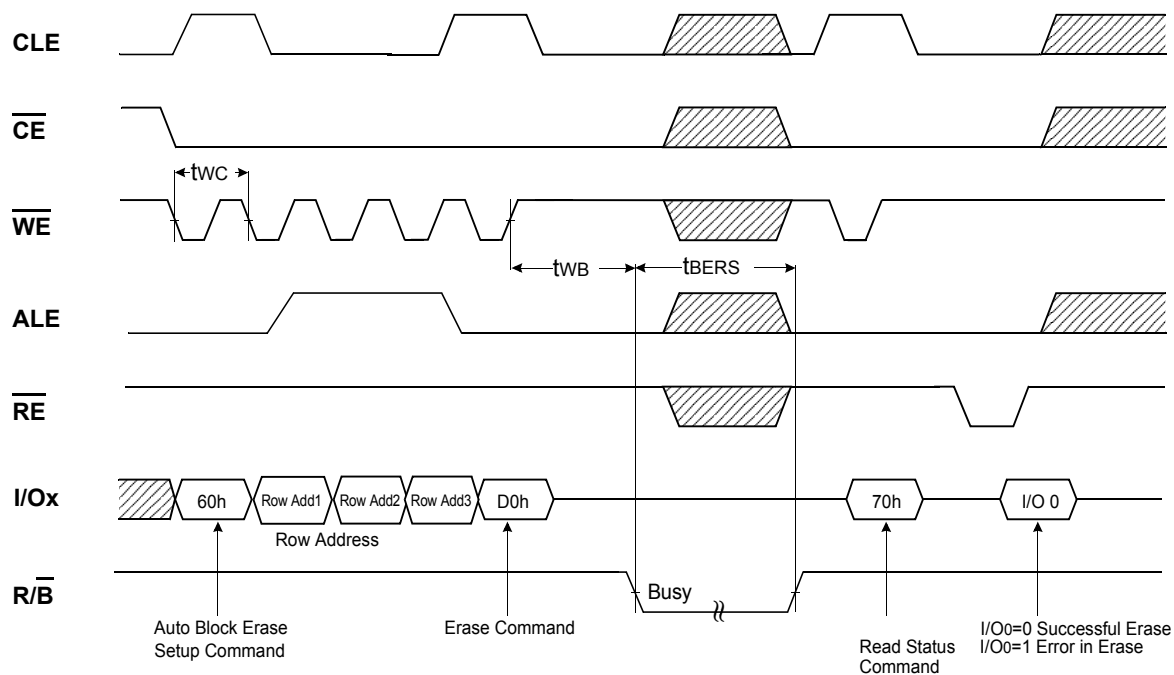 CLE
CE
tWC
WE
tWB
tBERS
ALE
RE
I/Ox
60h
Row Add1
Row Add2
Row Add3
D0h
70h
I/O 0
Row Address
R/B
Busy
Auto Block Erase
Setup Command
Erase Command
Read Status
Command
I/O0=0 Successful Erase
I/O0=1 Error in Erase